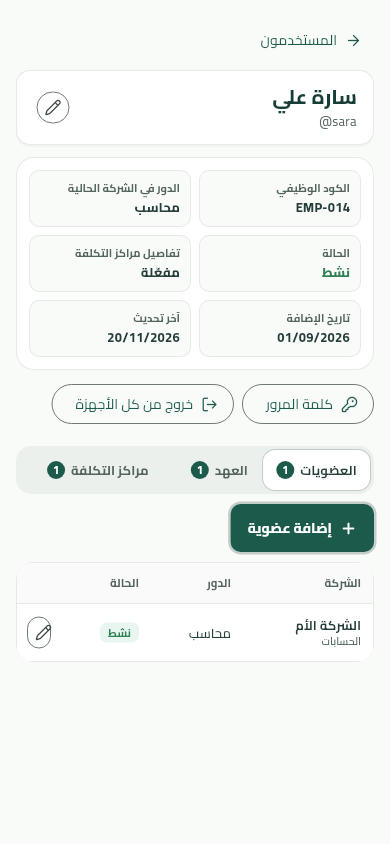 المستخدمون
سارة علي
@sara
الكود الوظيفي
EMP-014
الدور في الشركة الحالية
محاسب
الحالة
نشط
تفاصيل مراكز التكلفة
مفعّلة
تاريخ الإضافة
01/09/2026
آخر تحديث
20/11/2026
كلمة المرور
خروج من كل الأجهزة
العضويات 1
العهد 1
مراكز التكلفة 1
إضافة عضوية
الشركة الدور الحالة
الشركة الأم محاسب نشط
الحسابات